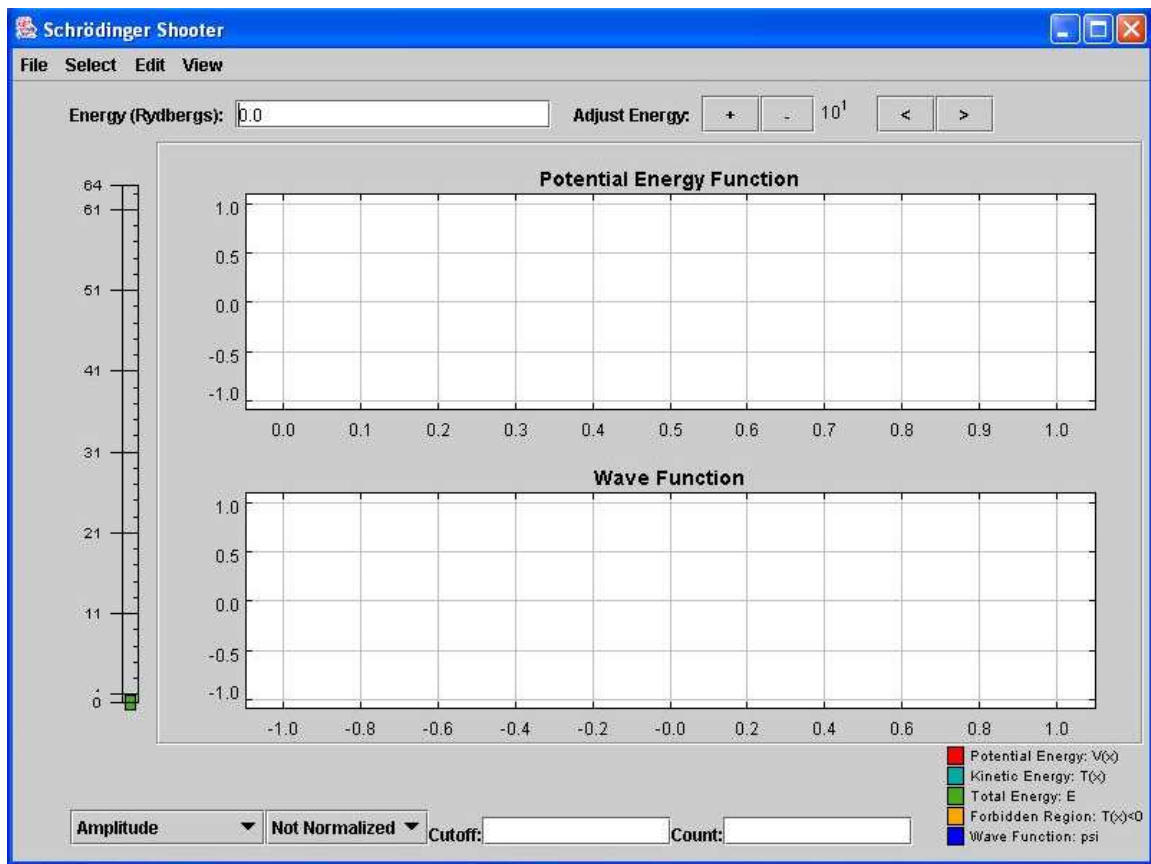 Schrödinger Shooter
File Select Edit View
Energy (Rydbergs): 0.0 Adjust Energy: + - 10¹ < >
Potential Energy Function
64
61
51
41
31
21
11
0
1.0
0.5
0.0
-0.5
-1.0
0.0 0.1 0.2 0.3 0.4 0.5 0.6 0.7 0.8 0.9 1.0
Wave Function
1.0
0.5
0.0
-0.5
-1.0
-1.0 -0.8 -0.6 -0.4 -0.2 -0.0 0.2 0.4 0.6 0.8 1.0
Potential Energy: V(x)
Kinetic Energy: T(x)
Total Energy: E
Forbidden Region: T(x)<0
Wave Function: psi
Amplitude Not Normalized Cutoff: Count: